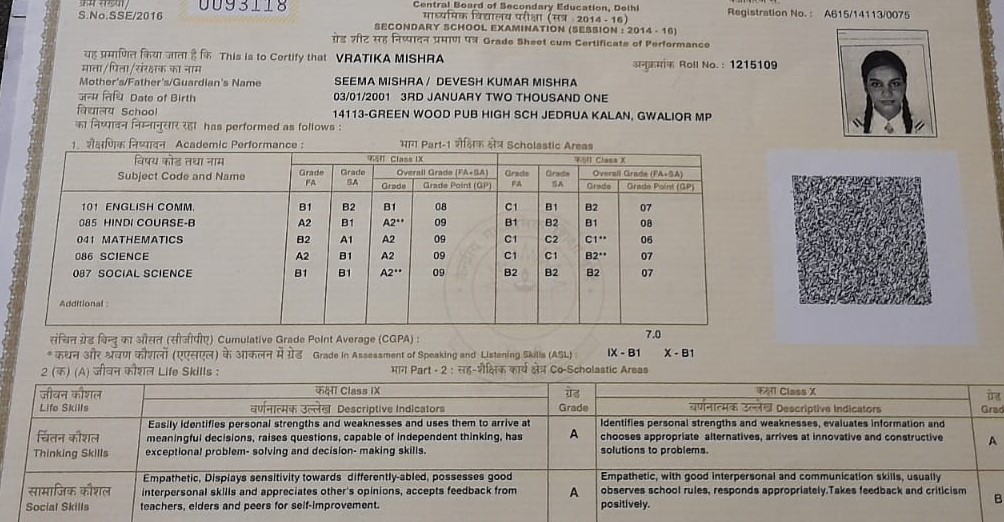 क्रम संख्या/
S.No.SSE/2016
0093118
Central Board of Secondary Education, Delhi
माध्यमिक विद्यालय परीक्षा (सत्र : 2014 - 16)
SECONDARY SCHOOL EXAMINATION (SESSION : 2014 - 16)
ग्रेड शीट सह निष्पादन प्रमाण पत्र Grade Sheet cum Certificate of Performance
Registration No. : A615/14113/0075
यह प्रमाणित किया जाता है कि This is to Certify that VRATIKA MISHRA
अनुक्रमांक Roll No. : 1215109
माता/पिता/संरक्षक का नाम
Mother's/Father's/Guardian's Name SEEMA MISHRA / DEVESH KUMAR MISHRA
जन्म तिथि Date of Birth 03/01/2001 3RD JANUARY TWO THOUSAND ONE
विद्यालय School 14113-GREEN WOOD PUB HIGH SCH JEDRUA KALAN, GWALIOR MP
का निष्पादन निम्नानुसार रहा has performed as follows :
1. शैक्षणिक निष्पादन Academic Performance : भाग Part-1 शैक्षिक क्षेत्र Scholastic Areas
विषय कोड तथा नाम
Subject Code and Name
कक्षा Class IX कक्षा Class X
Grade FA Grade SA Overall Grade (FA+SA) Grade FA Grade SA Overall Grade (FA+SA)
Grade Grade Point (GP) Grade Grade Point (GP)
101 ENGLISH COMM. B1 B2 B1 08 C1 B1 B2 07
085 HINDI COURSE-B A2 B1 A2** 09 B1 B2 B1 08
041 MATHEMATICS B2 A1 A2 09 C1 C2 C1** 06
086 SCIENCE A2 B1 A2 09 C1 C1 B2** 07
087 SOCIAL SCIENCE B1 B1 A2** 09 B2 B2 B2 07
Additional :
संचित ग्रेड बिन्दु का औसत (सीजीपीए) Cumulative Grade Point Average (CGPA) : 7.0
* कथन और श्रवण कौशलों (एएसएल) के आकलन में ग्रेड Grade in Assessment of Speaking and Listening Skills (ASL) : IX - B1 X - B1
2 (क) (A) जीवन कौशल Life Skills : भाग Part - 2 : सह-शैक्षिक कार्य क्षेत्र Co-Scholastic Areas
जीवन कौशल
Life Skills
कक्षा Class IX
वर्णनात्मक उल्लेख Descriptive Indicators
ग्रेड
Grade
कक्षा Class X
वर्णनात्मक उल्लेख Descriptive Indicators
ग्रेड
चिंतन कौशल
Thinking Skills
Easily Identifies personal strengths and weaknesses and uses them to arrive at
meaningful decisions, raises questions, capable of independent thinking, has
exceptional problem- solving and decision- making skills.
A
Identifies personal strengths and weaknesses, evaluates information and
chooses appropriate alternatives, arrives at innovative and constructive
solutions to problems.
A
सामाजिक कौशल
Social Skills
Empathetic, Displays sensitivity towards differently-abled, possesses good
interpersonal skills and appreciates other's opinions, accepts feedback from
teachers, elders and peers for self-improvement.
A
Empathetic, with good interpersonal and communication skills, usually
observes school rules, responds appropriately.Takes feedback and criticism
positively.
B